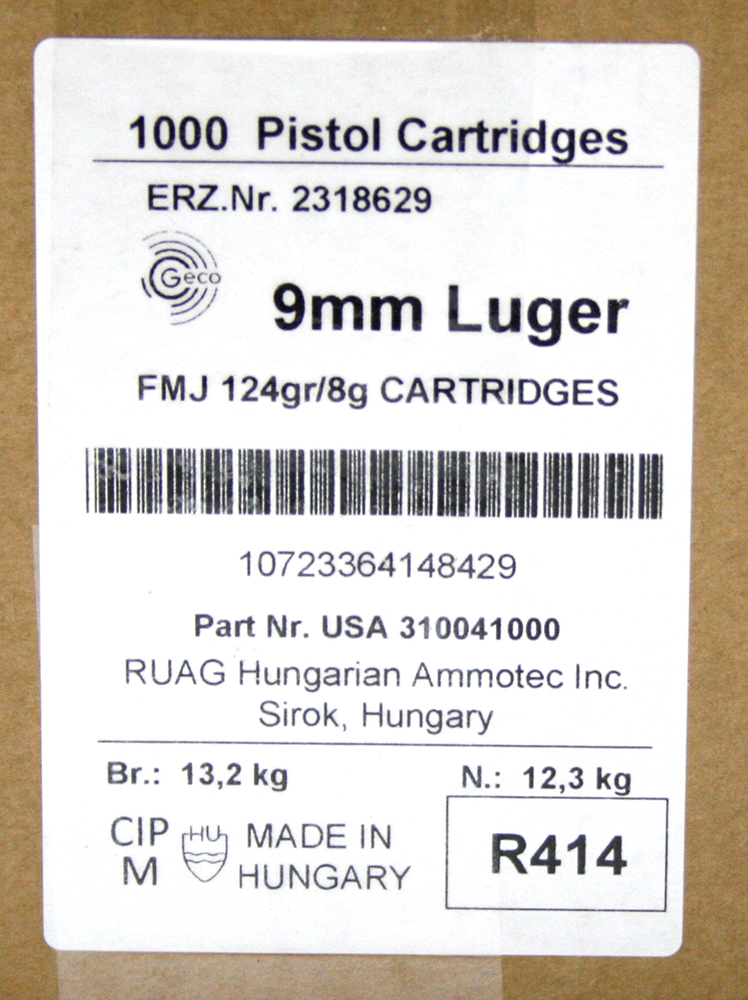 1000 Pistol Cartridges
ERZ.Nr. 2318629
Geco
9mm Luger
FMJ 124gr/8g CARTRIDGES
10723364148429
Part Nr. USA 310041000
RUAG Hungarian Ammotec Inc.
Sirok, Hungary
Br.: 13,2 kg N.: 12,3 kg
CIP
M
HU
MADE IN
HUNGARY
R414